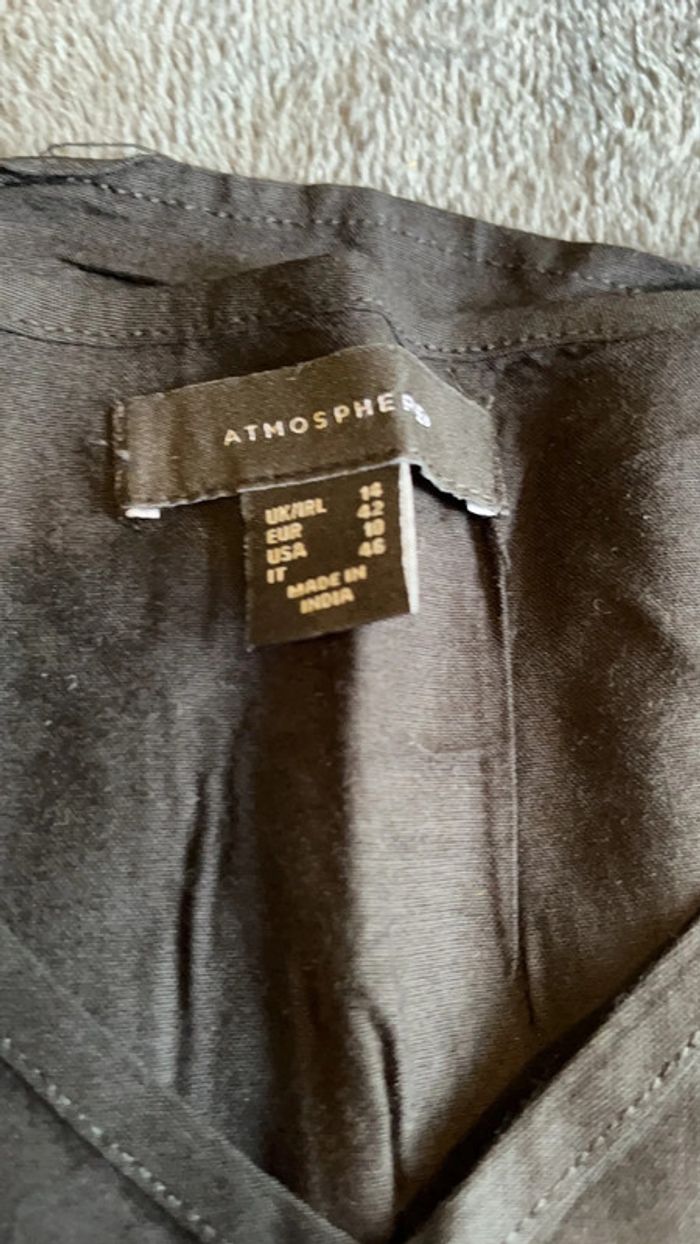 ATMOSPHERE
UK/IRL 14
EUR 42
USA 10
IT 46
MADE IN
INDIA